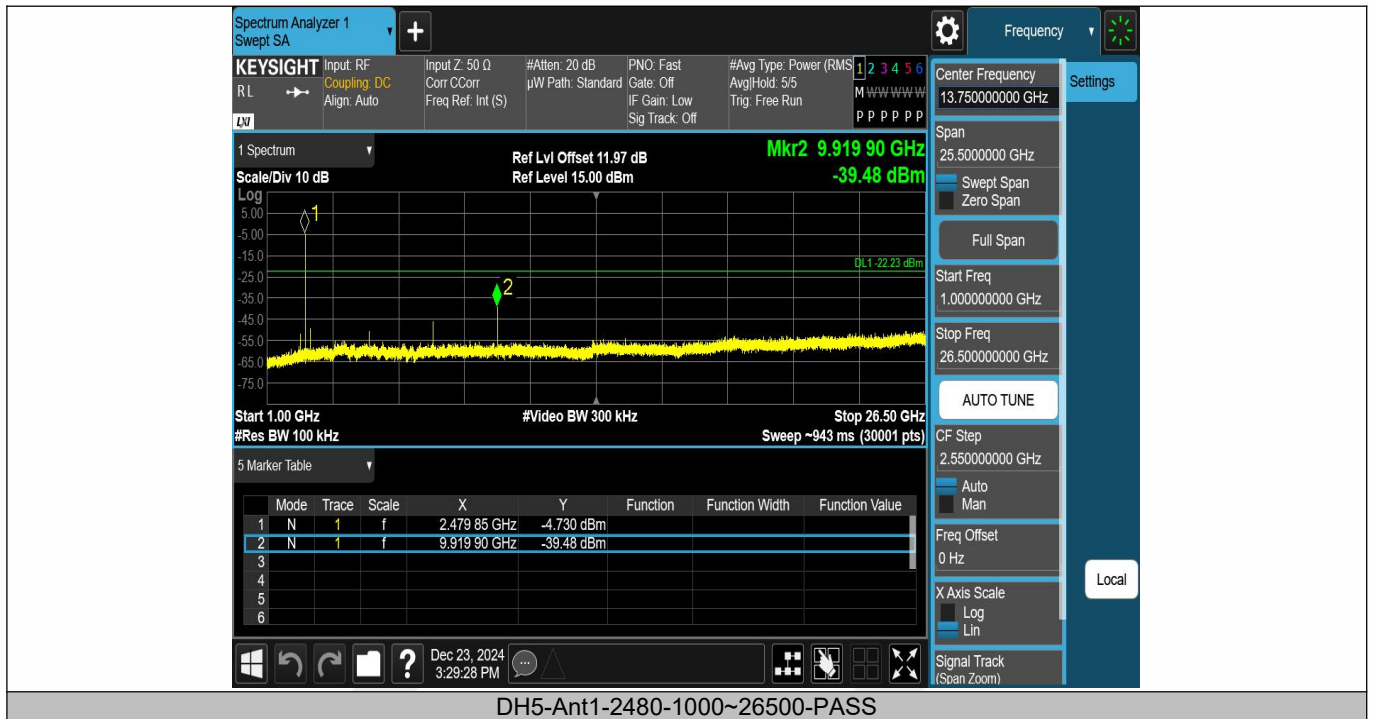 Spectrum Analyzer 1
Swept SA
Frequency
KEYSIGHT
RL
LXI
Input: RF
Coupling: DC
Align: Auto
Input Z: 50 Ω
Corr CCorr
Freq Ref: Int (S)
#Atten: 20 dB
µW Path: Standard
PNO: Fast
Gate: Off
IF Gain: Low
Sig Track: Off
#Avg Type: Power (RMS
Avg|Hold: 5/5
Trig: Free Run
1 2 3 4 5 6
M W W W W W
P P P P P P
1 Spectrum
Scale/Div 10 dB
Ref Lvl Offset 11.97 dB
Ref Level 15.00 dBm
Mkr2 9.919 90 GHz
-39.48 dBm
Log
5.00
-5.00
-15.0
-25.0
-35.0
-45.0
-55.0
-65.0
-75.0
1
2
DL1 -22.23 dBm
Start 1.00 GHz
#Video BW 300 kHz
Stop 26.50 GHz
#Res BW 100 kHz
Sweep ~943 ms (30001 pts)
5 Marker Table
Mode Trace Scale X Y Function Function Width Function Value
1 N 1 f 2.479 85 GHz -4.730 dBm
2 N 1 f 9.919 90 GHz -39.48 dBm
3
4
5
6
Dec 23, 2024
3:29:28 PM
Center Frequency
13.750000000 GHz
Settings
Span
25.5000000 GHz
Swept Span
Zero Span
Full Span
Start Freq
1.000000000 GHz
Stop Freq
26.500000000 GHz
AUTO TUNE
CF Step
2.550000000 GHz
Auto
Man
Freq Offset
0 Hz
X Axis Scale
Log
Lin
Local
Signal Track
(Span Zoom)
DH5-Ant1-2480-1000~26500-PASS